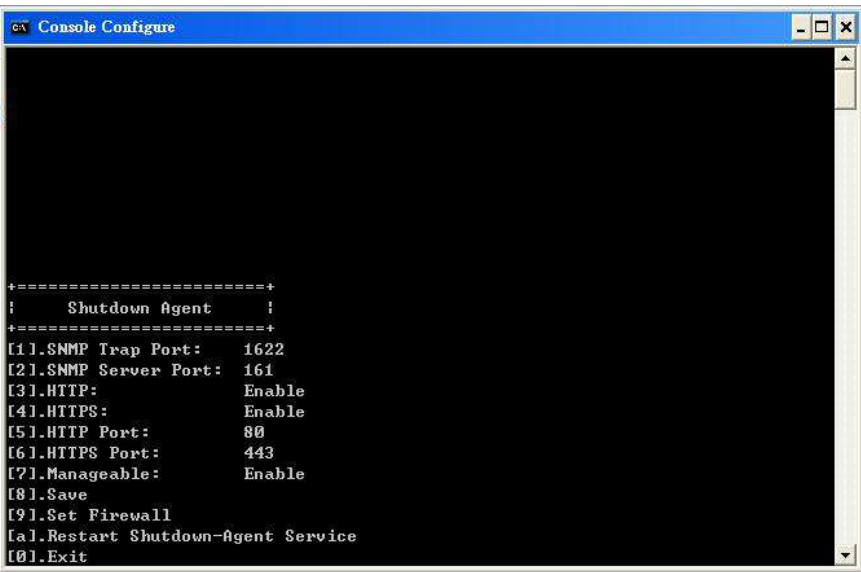 C:\ Console Configure
+========================+
¦ Shutdown Agent ¦
+========================+
[1].SNMP Trap Port: 1622
[2].SNMP Server Port: 161
[3].HTTP: Enable
[4].HTTPS: Enable
[5].HTTP Port: 80
[6].HTTPS Port: 443
[7].Manageable: Enable
[8].Save
[9].Set Firewall
[a].Restart Shutdown-Agent Service
[0].Exit